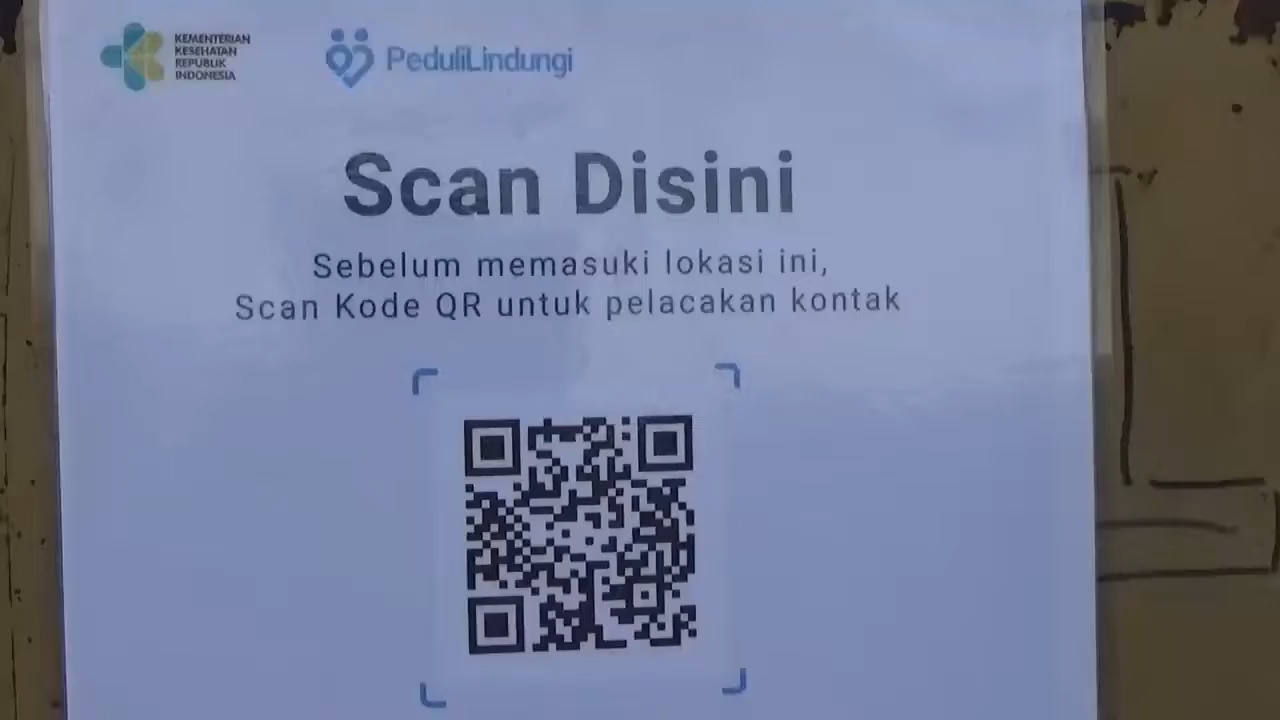 KEMENTERIAN
KESEHATAN
REPUBLIK
INDONESIA
PeduliLindungi
Scan Disini
Sebelum memasuki lokasi ini,
Scan Kode QR untuk pelacakan kontak